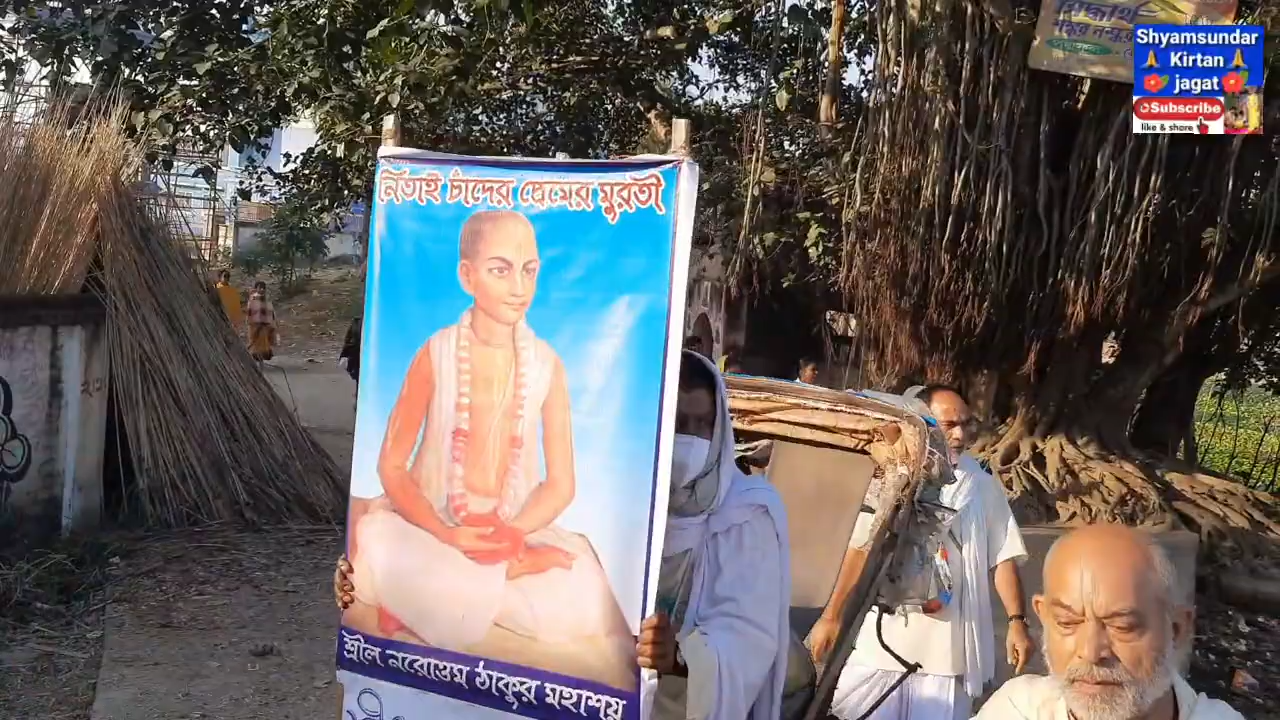 Shyamsundar
🙏 Kirtan 🙏
🌺 jagat 🌺
Subscribe
like & share
নিতাই চাঁদের প্রেমের মুরতী
শ্রীল নরোত্তম ঠাকুর মহাশয়